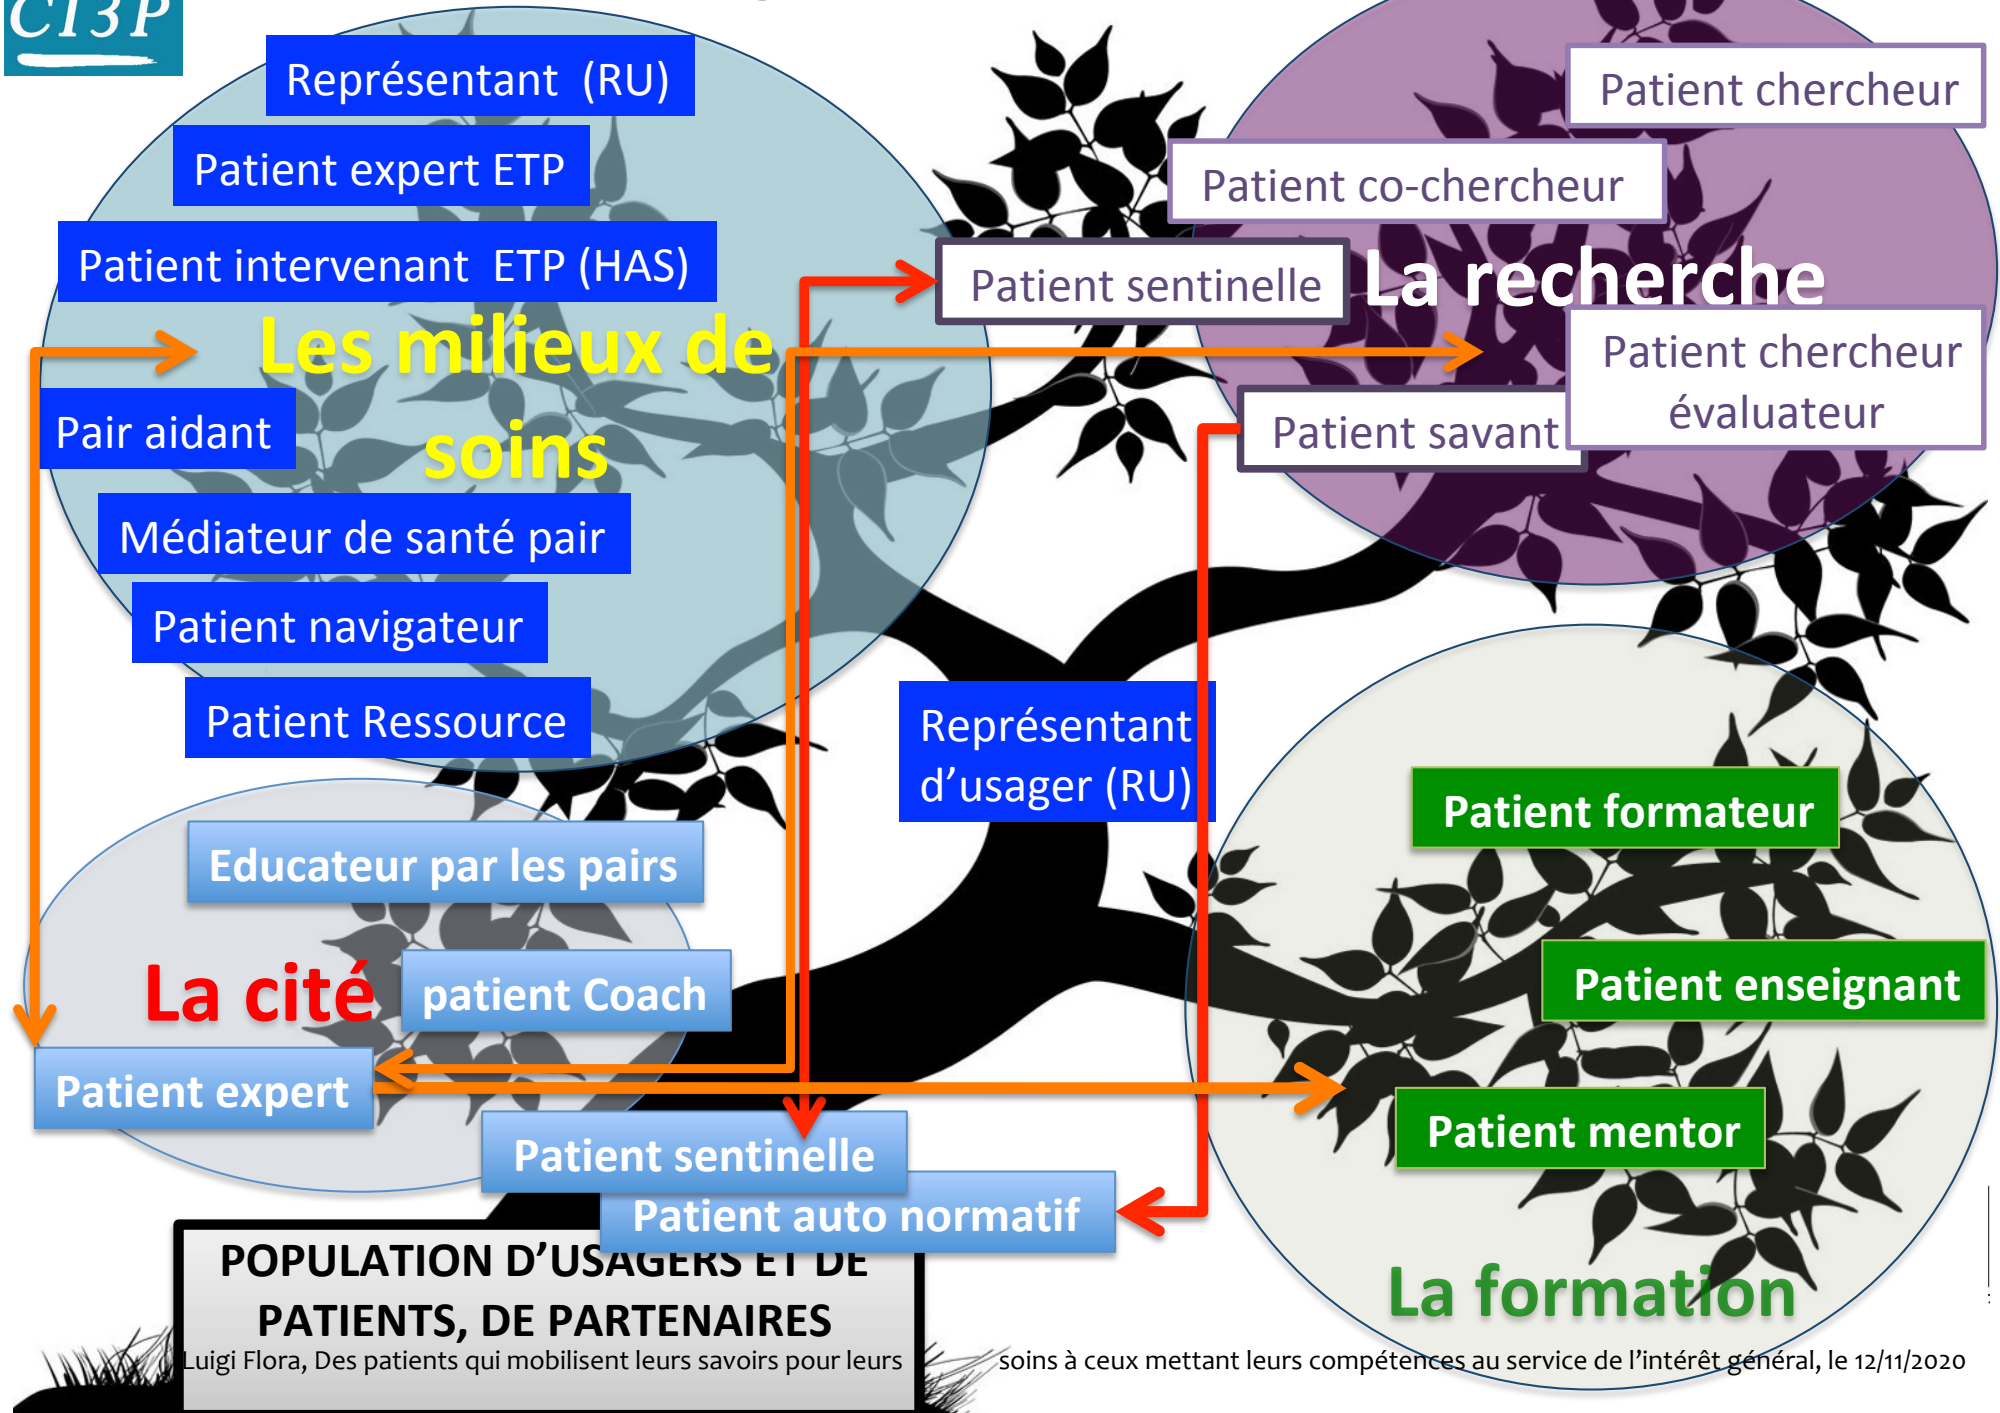 CI3P
Représentant (RU)
Patient expert ETP
Patient intervenant ETP (HAS)
Les milieux de
soins
Pair aidant
Médiateur de santé pair
Patient navigateur
Patient Ressource
Patient chercheur
Patient co-chercheur
Patient sentinelle
La recherche
Patient chercheur
évaluateur
Patient savant
Représentant
d’usager (RU)
Educateur par les pairs
La cité
patient Coach
Patient expert
Patient sentinelle
Patient auto normatif
Patient formateur
Patient enseignant
Patient mentor
La formation
POPULATION D’USAGERS ET DE
PATIENTS, DE PARTENAIRES
Luigi Flora, Des patients qui mobilisent leurs savoirs pour leurs soins à ceux mettant leurs compétences au service de l’intérêt général, le 12/11/2020